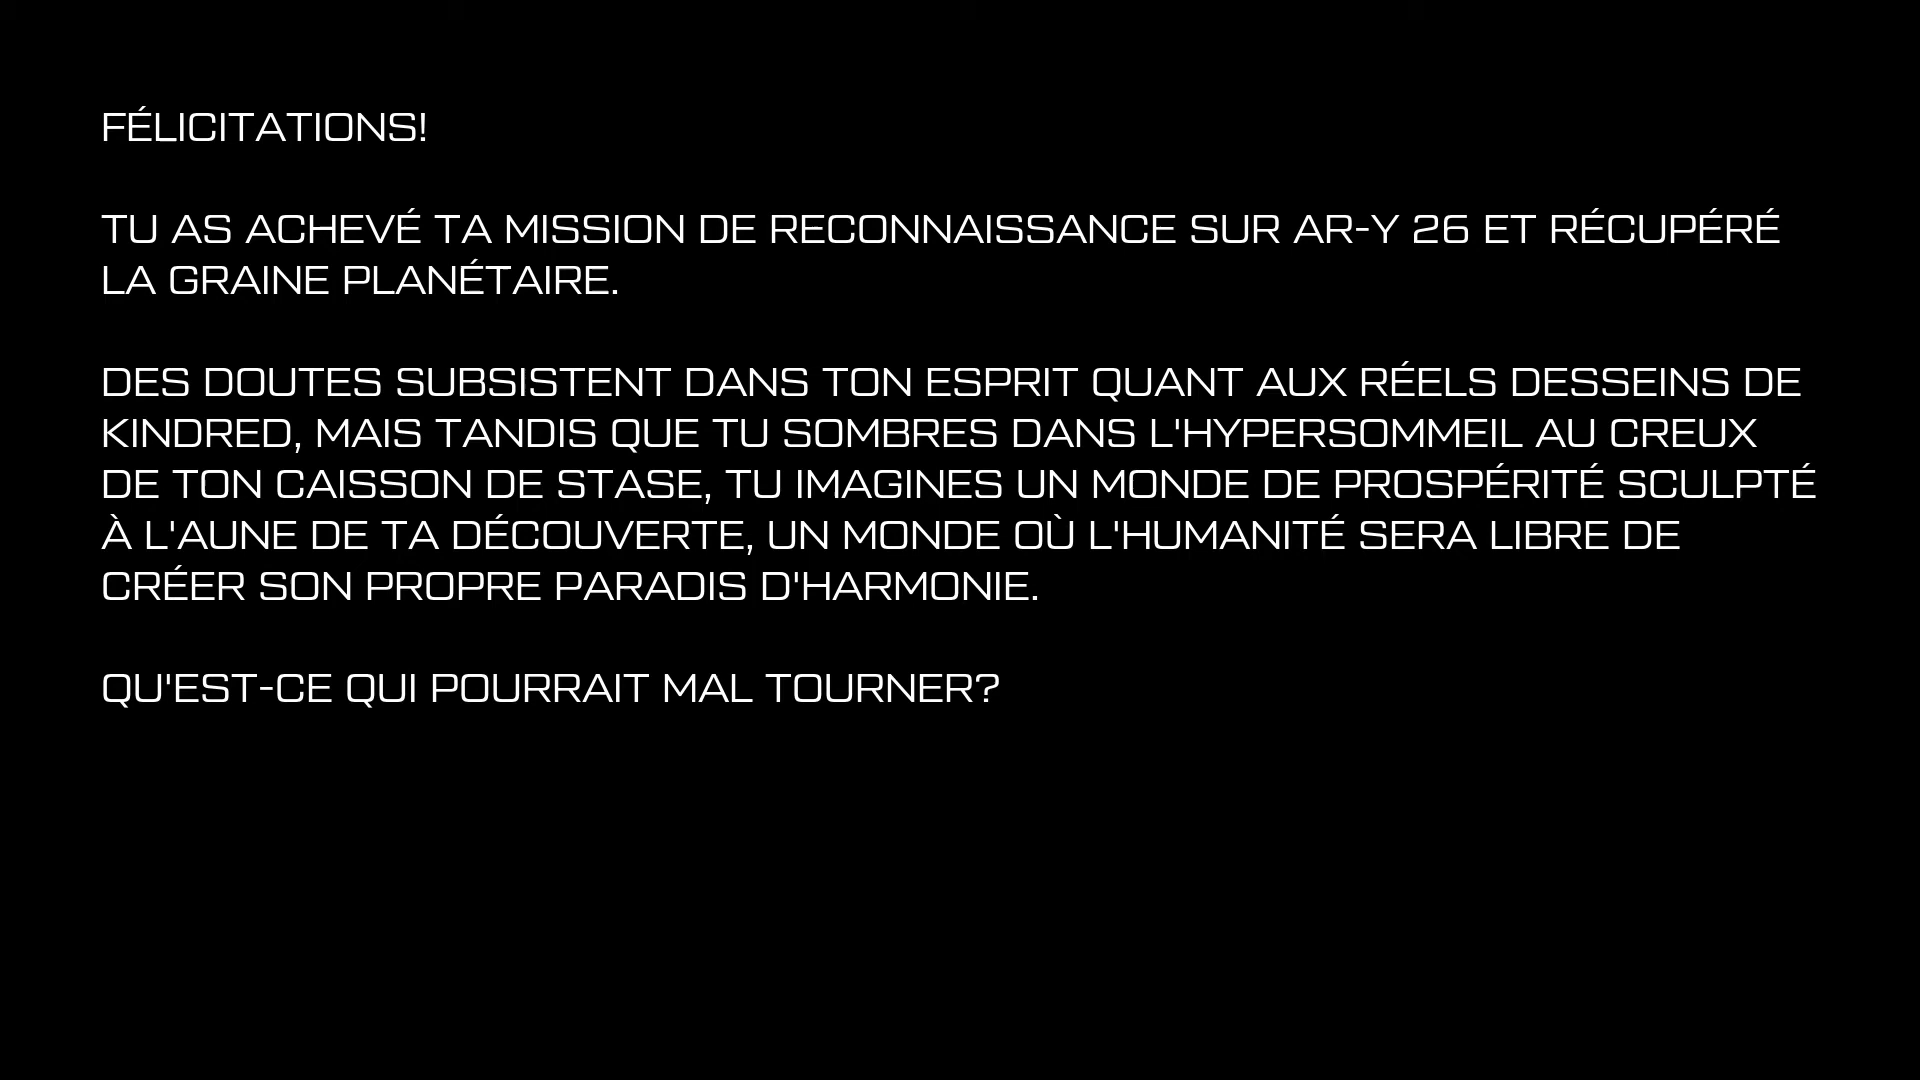 FÉLICITATIONS!
TU AS ACHEVÉ TA MISSION DE RECONNAISSANCE SUR AR-Y 26 ET RÉCUPÉRÉ
LA GRAINE PLANÉTAIRE.
DES DOUTES SUBSISTENT DANS TON ESPRIT QUANT AUX RÉELS DESSEINS DE
KINDRED, MAIS TANDIS QUE TU SOMBRES DANS L'HYPERSOMMEIL AU CREUX
DE TON CAISSON DE STASE, TU IMAGINES UN MONDE DE PROSPÉRITÉ SCULPTÉ
À L'AUNE DE TA DÉCOUVERTE, UN MONDE OÙ L'HUMANITÉ SERA LIBRE DE
CRÉER SON PROPRE PARADIS D'HARMONIE.
QU'EST-CE QUI POURRAIT MAL TOURNER?